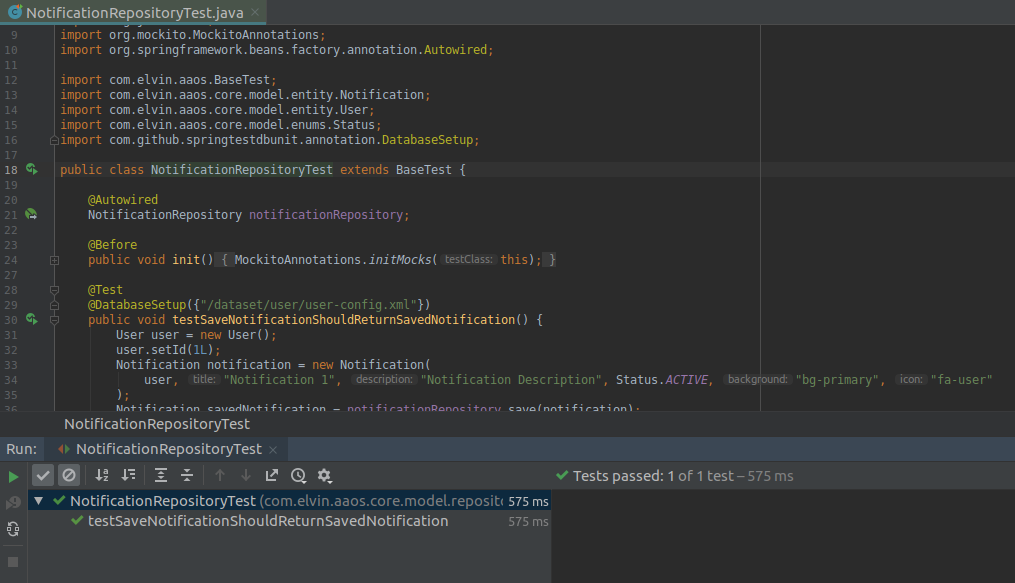 NotificationRepositoryTest.java
9 import org.mockito.MockitoAnnotations;
10 import org.springframework.beans.factory.annotation.Autowired;
11
12 import com.elvin.aaos.BaseTest;
13 import com.elvin.aaos.core.model.entity.Notification;
14 import com.elvin.aaos.core.model.entity.User;
15 import com.elvin.aaos.core.model.enums.Status;
16 import com.github.springtestdbunit.annotation.DatabaseSetup;
17
18 public class NotificationRepositoryTest extends BaseTest {
19
20 @Autowired
21 NotificationRepository notificationRepository;
22
23 @Before
24 public void init() { MockitoAnnotations.initMocks( testClass: this); }
27
28 @Test
29 @DatabaseSetup({"/dataset/user/user-config.xml"})
30 public void testSaveNotificationShouldReturnSavedNotification() {
31 User user = new User();
32 user.setId(1L);
33 Notification notification = new Notification(
34 user, title: "Notification 1", description: "Notification Description", Status.ACTIVE, background: "bg-primary", icon: "fa-user"
35 );
36 Notification savedNotification = notificationRepository.save(notification);
NotificationRepositoryTest
Run: NotificationRepositoryTest
Tests passed: 1 of 1 test – 575 ms
NotificationRepositoryTest (com.elvin.aaos.core.model.reposito 575 ms
testSaveNotificationShouldReturnSavedNotification 575 ms